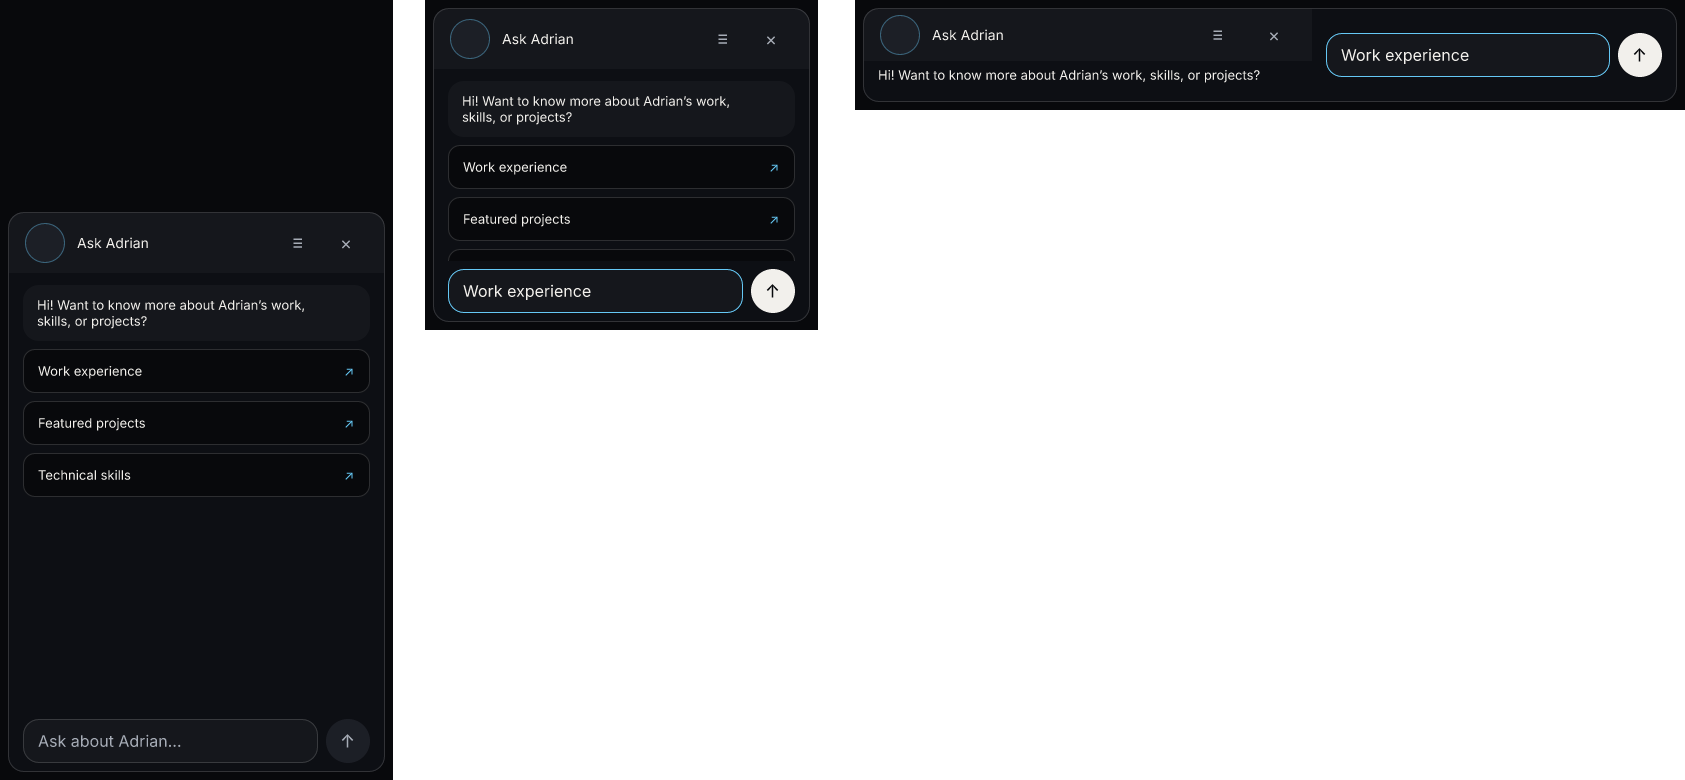 Ask Adrian
Hi! Want to know more about Adrian’s work,
skills, or projects?
Work experience
Featured projects
Technical skills
Ask about Adrian...
Ask Adrian
Hi! Want to know more about Adrian’s work,
skills, or projects?
Work experience
Featured projects
Work experience
Ask Adrian
Hi! Want to know more about Adrian’s work, skills, or projects?
Work experience